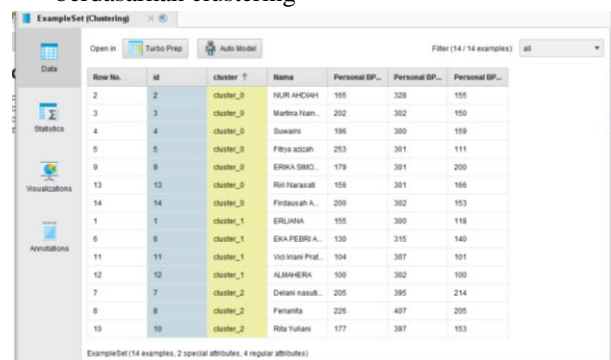 berdasarkan clustering
ExampleSet (Clustering)
Open in Turbo Prep Auto Model Filter (14 / 14 examples): all
Data
Row No. id cluster ↑ Nama Personal BP... Personal BP... Personal BP...
2 2 cluster_0 NUR AHDIAH 165 328 155
3 3 cluster_0 Martina Nain... 202 302 150
4 4 cluster_0 Suwarni 196 300 159
Statistics
5 5 cluster_0 Fitrya azizah 253 301 111
9 9 cluster_0 ERIKA SIMO... 179 301 200
Visualizations
13 13 cluster_0 Riri Narasati 156 301 166
14 14 cluster_0 Firdausah A... 200 302 153
1 1 cluster_1 ERLIANA 155 300 118
Annotations
6 6 cluster_1 EKA PEBRI A... 130 315 140
11 11 cluster_1 Vici Iriani Prat... 104 307 101
12 12 cluster_1 ALMAHERA 100 302 100
7 7 cluster_2 Delani nasuti... 205 395 214
8 8 cluster_2 Ferianita 226 407 205
10 10 cluster_2 Rita Yuliani 177 397 153
ExampleSet (14 examples, 2 special attributes, 4 regular attributes)